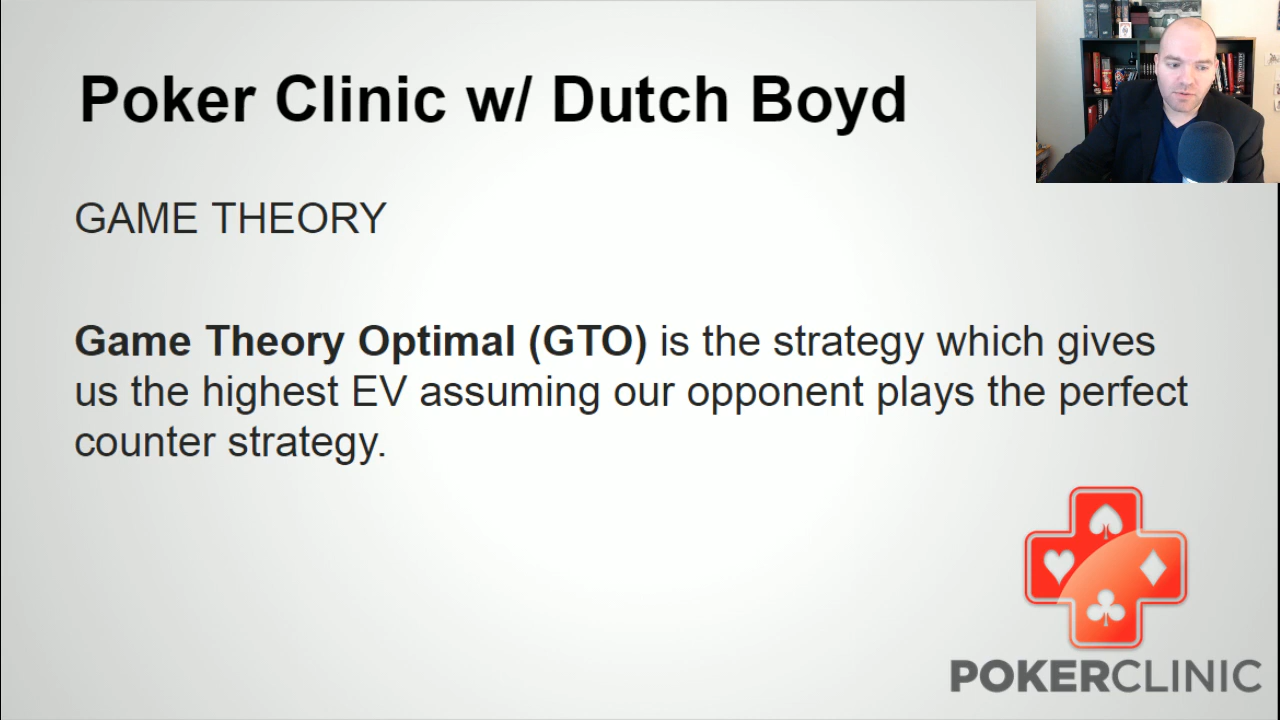 Poker Clinic w/ Dutch Boyd
GAME THEORY
Game Theory Optimal (GTO) is the strategy which gives
us the highest EV assuming our opponent plays the perfect
counter strategy.
POKERCLINIC